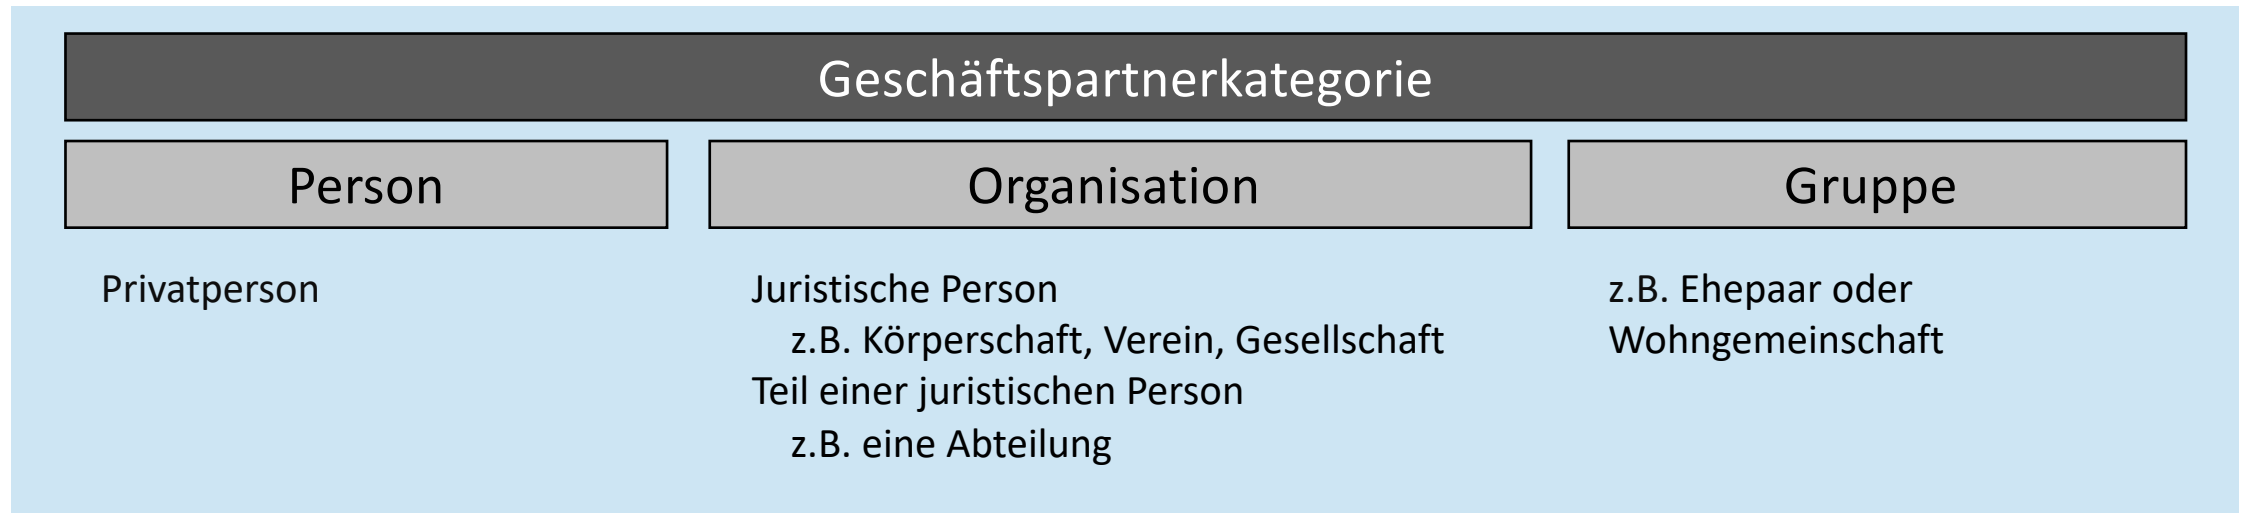 Geschäftspartnerkategorie
Person
Organisation
Gruppe
Privatperson
Juristische Person
z.B. Körperschaft, Verein, Gesellschaft
Teil einer juristischen Person
z.B. eine Abteilung
z.B. Ehepaar oder
Wohngemeinschaft